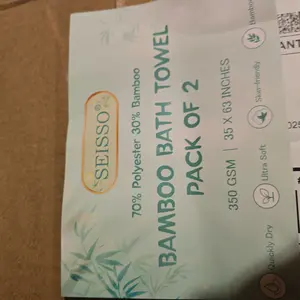 SEISSO
70% Polyester 30% Bamboo
BAMBOO BATH TOWEL
PACK OF 2
350 GSM | 35 X 63 INCHES
Quickly Dry
Ultra Soft
Skin-friendly
Bamboo